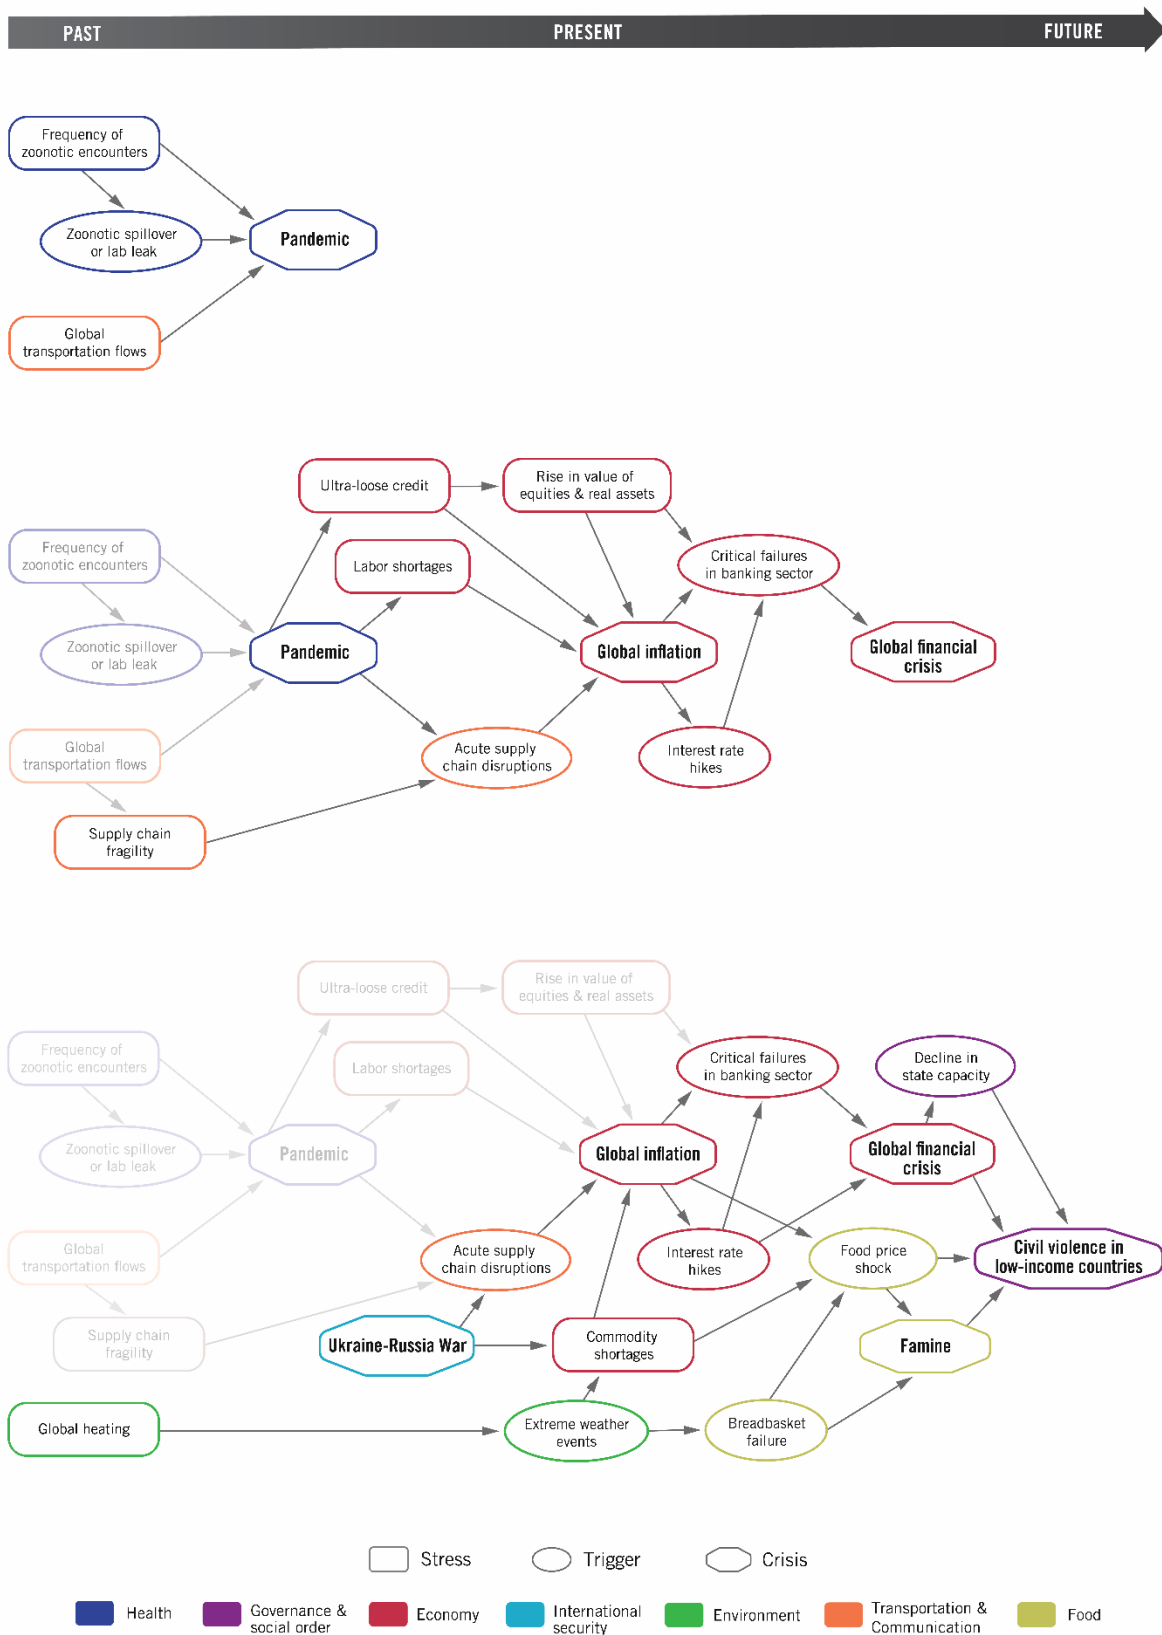 PAST
PRESENT
FUTURE
Frequency of
zoonotic encounters
Zoonotic spillover
or lab leak
Pandemic
Global
transportation flows
Ultra-loose credit
Rise in value of
equities & real assets
Frequency of
zoonotic encounters
Labor shortages
Critical failures
in banking sector
Zoonotic spillover
or lab leak
Pandemic
Global inflation
Global financial
crisis
Global
transportation flows
Acute supply
chain disruptions
Interest rate
hikes
Supply chain
fragility
Ultra-loose credit
Rise in value of
equities & real assets
Frequency of
zoonotic encounters
Labor shortages
Critical failures
in banking sector
Decline in
state capacity
Zoonotic spillover
or lab leak
Pandemic
Global inflation
Global financial
crisis
Global
transportation flows
Acute supply
chain disruptions
Interest rate
hikes
Food price
shock
Civil violence in
low-income countries
Supply chain
fragility
Ukraine-Russia War
Commodity
shortages
Famine
Global heating
Extreme weather
events
Breadbasket
failure
Stress
Trigger
Crisis
Health
Governance &
social order
Economy
International
security
Environment
Transportation &
Communication
Food